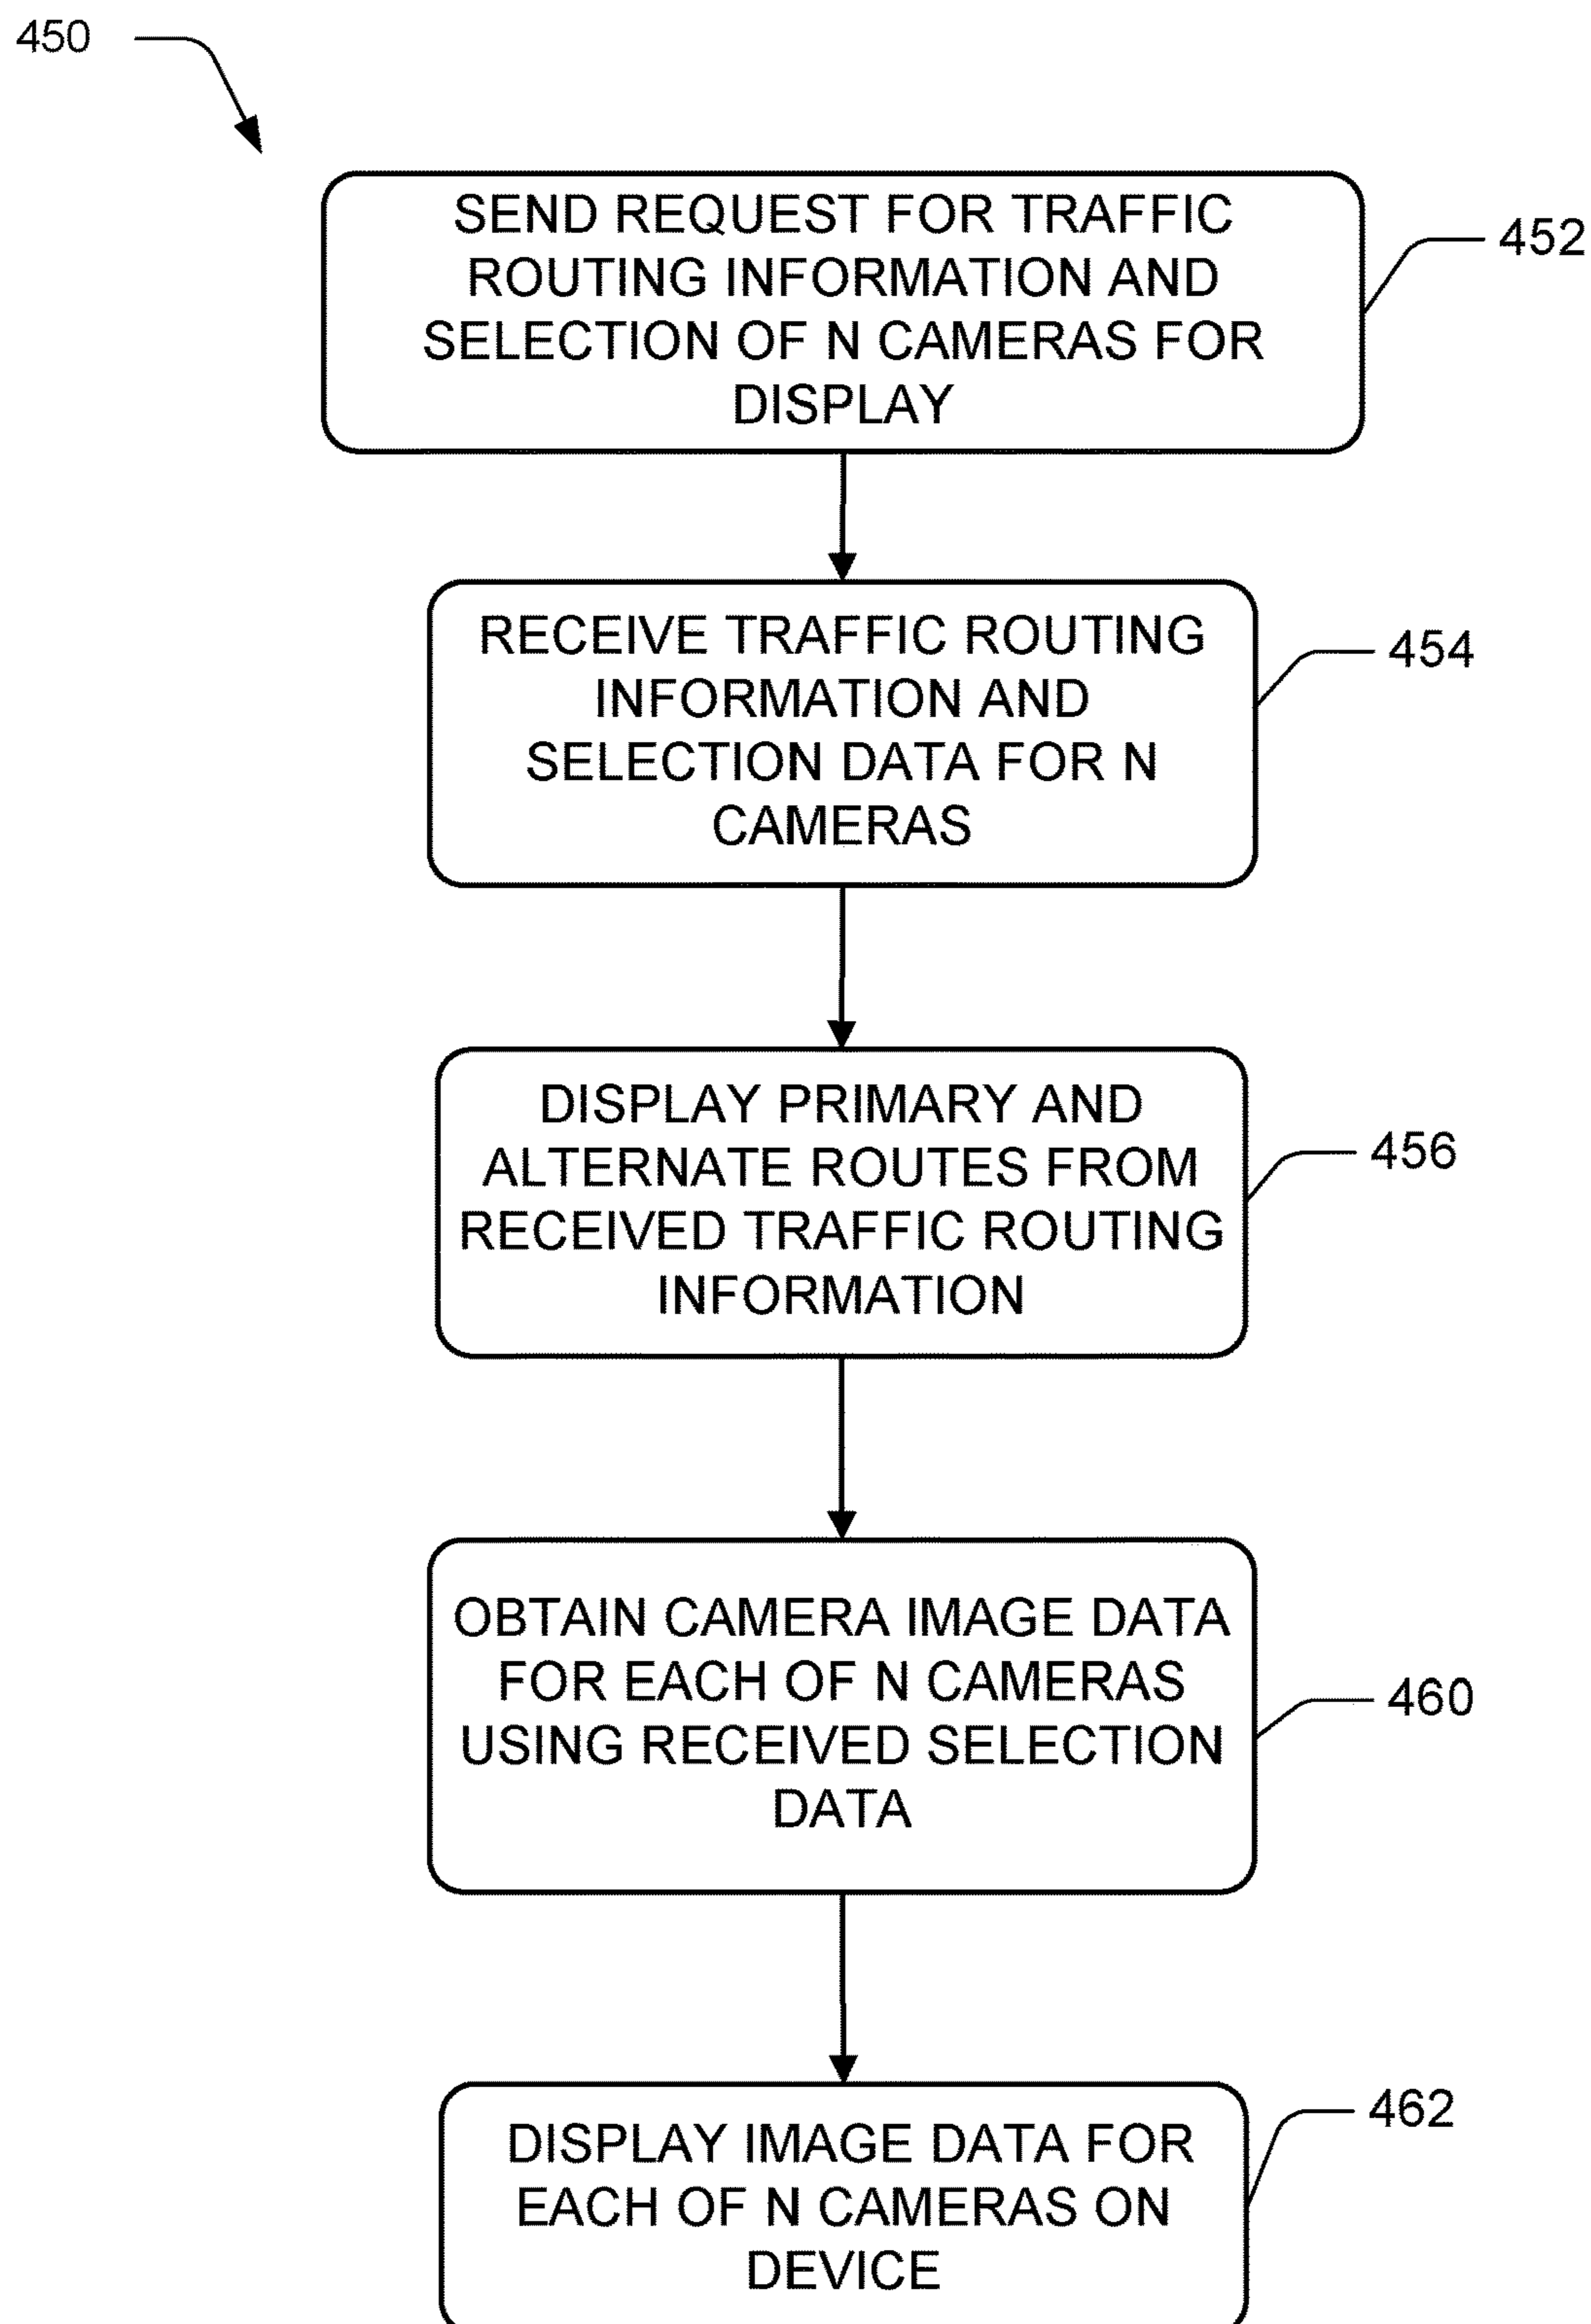 450
SEND REQUEST FOR TRAFFIC
ROUTING INFORMATION AND
SELECTION OF N CAMERAS FOR
DISPLAY
452
RECEIVE TRAFFIC ROUTING
INFORMATION AND
SELECTION DATA FOR N
CAMERAS
454
DISPLAY PRIMARY AND
ALTERNATE ROUTES FROM
RECEIVED TRAFFIC ROUTING
INFORMATION
456
OBTAIN CAMERA IMAGE DATA
FOR EACH OF N CAMERAS
USING RECEIVED SELECTION
DATA
460
DISPLAY IMAGE DATA FOR
EACH OF N CAMERAS ON
DEVICE
462